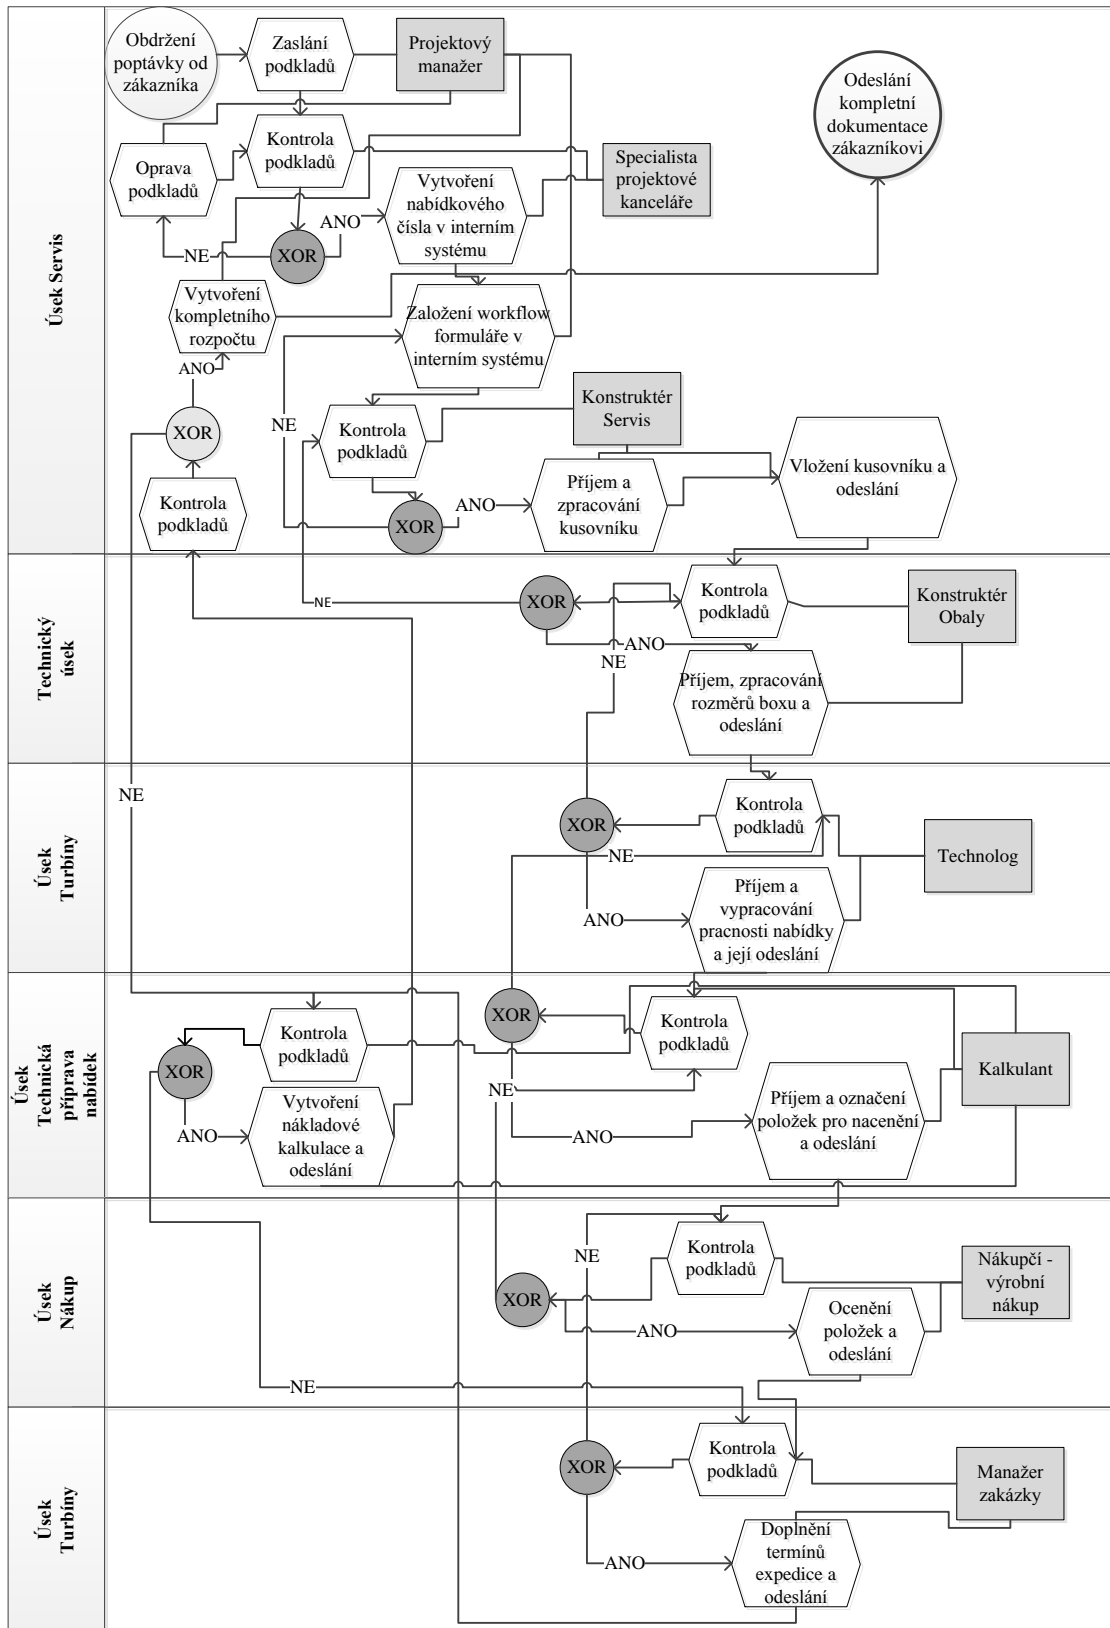 Úsek Servis
Obdržení
poptávky od
zákazníka
Zaslání
podkladů
Projektový
manažer
Odeslání
kompletní
dokumentace
zákazníkovi
Oprava
podkladů
Kontrola
podkladů
Specialista
projektové
kanceláře
Vytvoření
nabídkového
čísla v interním
systému
NE
XOR
ANO
Vytvoření
kompletního
rozpočtu
Založení workflow
formuláře v
interním systému
ANO
XOR
NE
Kontrola
podkladů
Konstruktér
Servis
Kontrola
podkladů
XOR
ANO
Příjem a
zpracování
kusovníku
Vložení kusovníku a
odeslání
Technický
úsek
NE
XOR
Kontrola
podkladů
Konstruktér
Obaly
ANO
NE
Příjem, zpracování
rozměrů boxu a
odeslání
Úsek
Turbíny
NE
XOR
Kontrola
podkladů
NE
Technolog
ANO
Příjem a
vypracování
pracnosti nabídky
a její odeslání
Úsek
Technická
příprava
nabídek
XOR
Kontrola
podkladů
XOR
Kontrola
podkladů
Kalkulant
NE
ANO
Vytvoření
nákladové
kalkulace a
odeslání
ANO
Příjem a označení
položek pro nacenění
a odeslání
Úsek
Nákup
NE
Kontrola
podkladů
Nákupčí -
výrobní
nákup
XOR
ANO
Ocenění
položek a
odeslání
NE
Úsek
Turbíny
XOR
Kontrola
podkladů
Manažer
zakázky
ANO
Doplnění
termínů
expedice a
odeslání